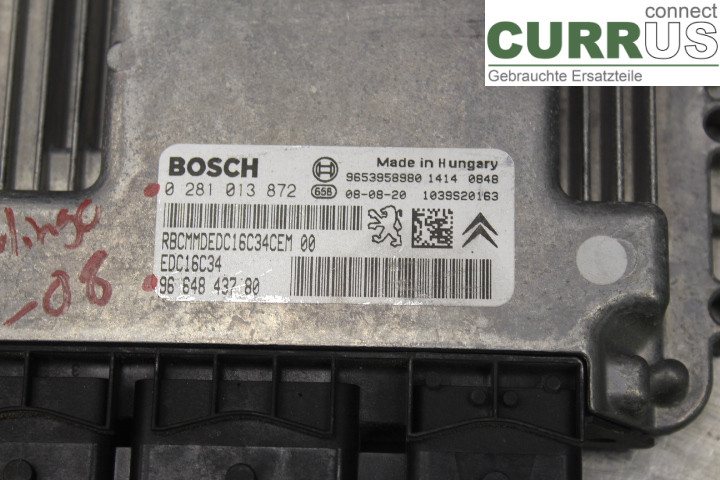 connect
CURRUS
Gebrauchte Ersatzteile
BOSCH
Made in Hungary
9653958980 1414 0848
0 281 013 872
658
08-08-20 1039S20163
RBCMMDEDC16C34CEM 00
EDC16C34
96 648 437 80
-08